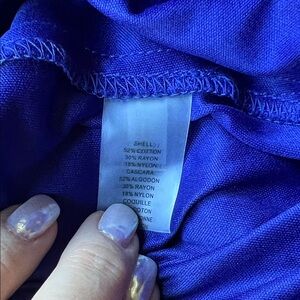 SHELL
52% COTTON
30% RAYON
18% NYLON
CASCARA
52% ALGODON
30% RAYON
18% NYLON
COQUILLE